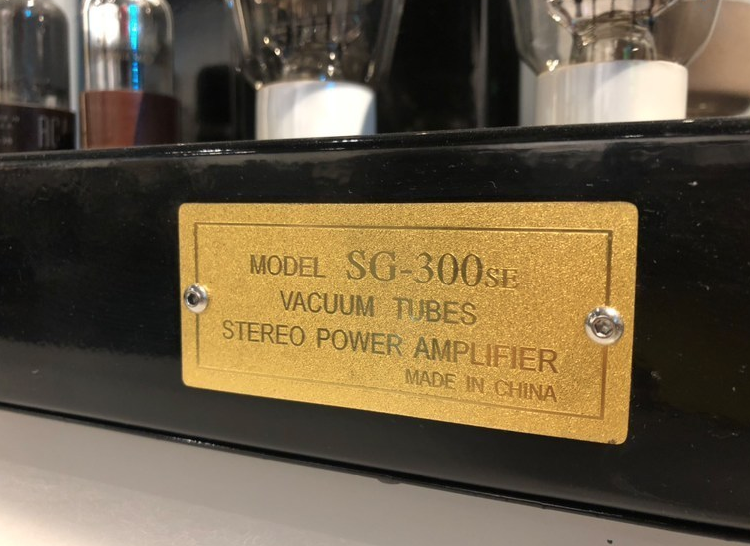 MODEL SG-300SE
VACUUM TUBES
STEREO POWER AMPLIFIER
MADE IN CHINA